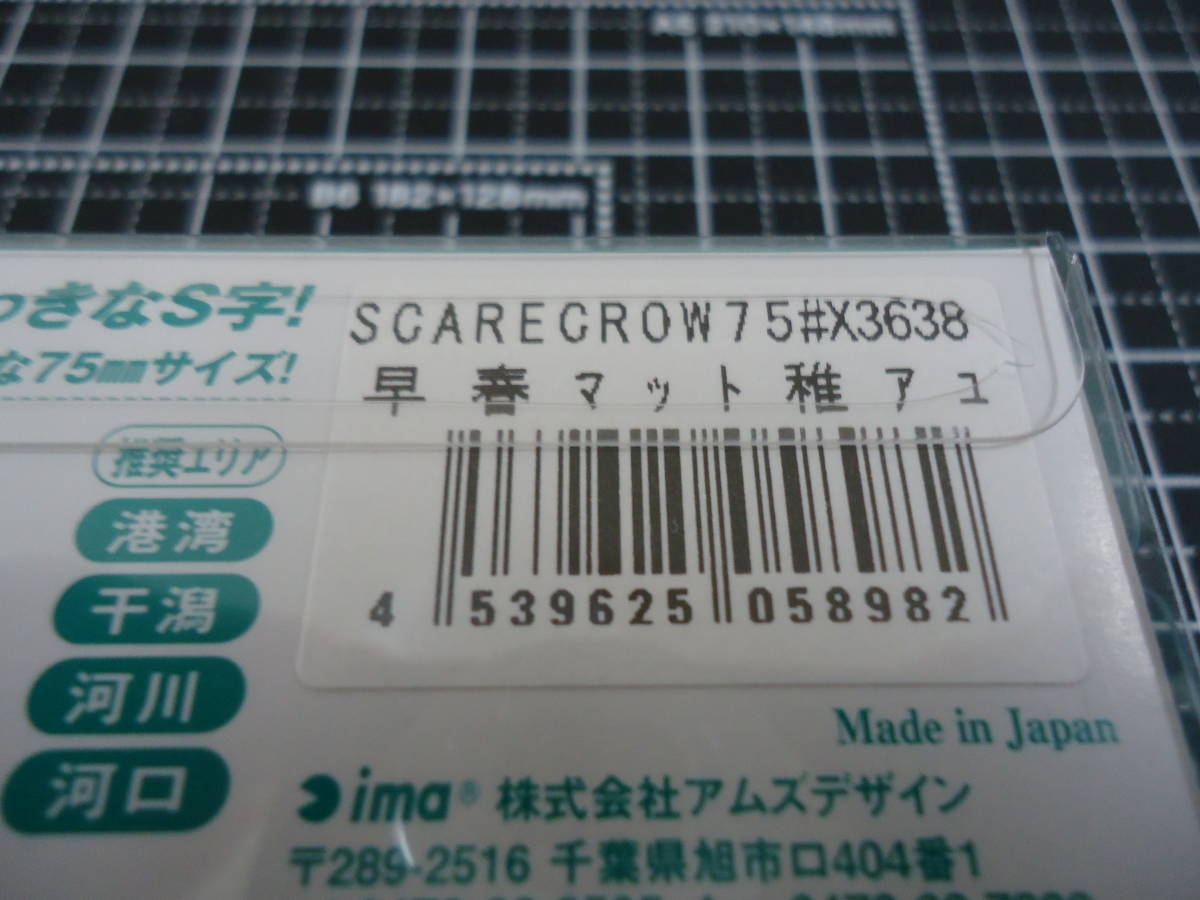 A5 210×148mm
B6 182×128mm
きなS字!
な75㎜サイズ!
SCARECROW75#X3638
早春マット稚アユ
推奨エリア
港湾
干潟
河川
河口
4 539625 058982
Made in Japan
ima® 株式会社アムズデザイン
〒289-2516 千葉県旭市ロ404番1